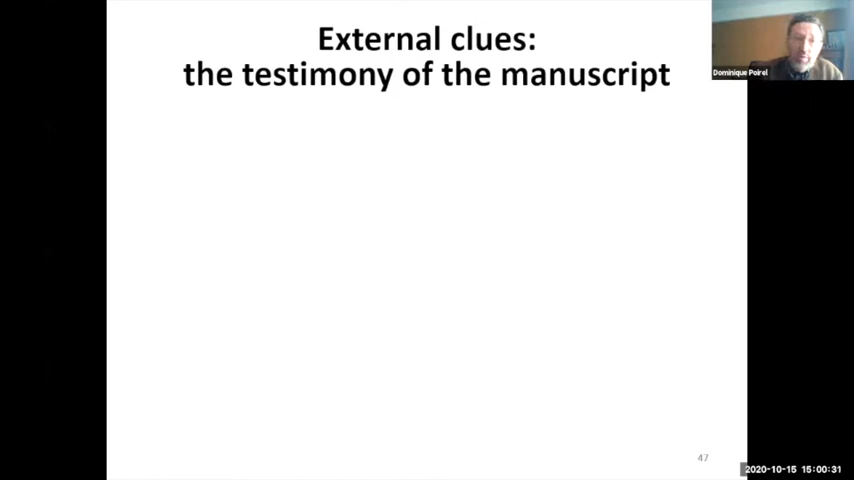 External clues:
the testimony of the manuscript
Dominique Poirel
47
2020-10-15 15:00:31